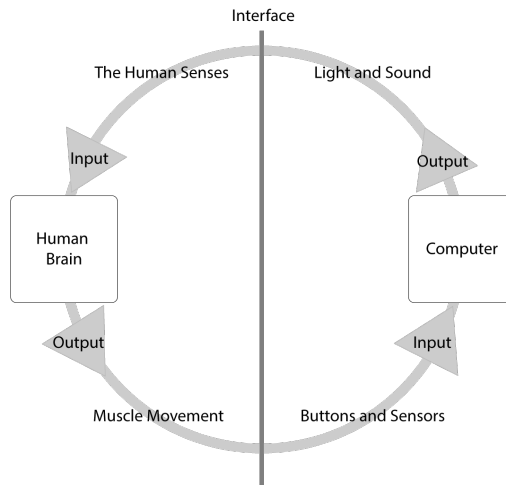 Interface
The Human Senses
Light and Sound
Input
Output
Human
Brain
Computer
Output
Input
Muscle Movement
Buttons and Sensors